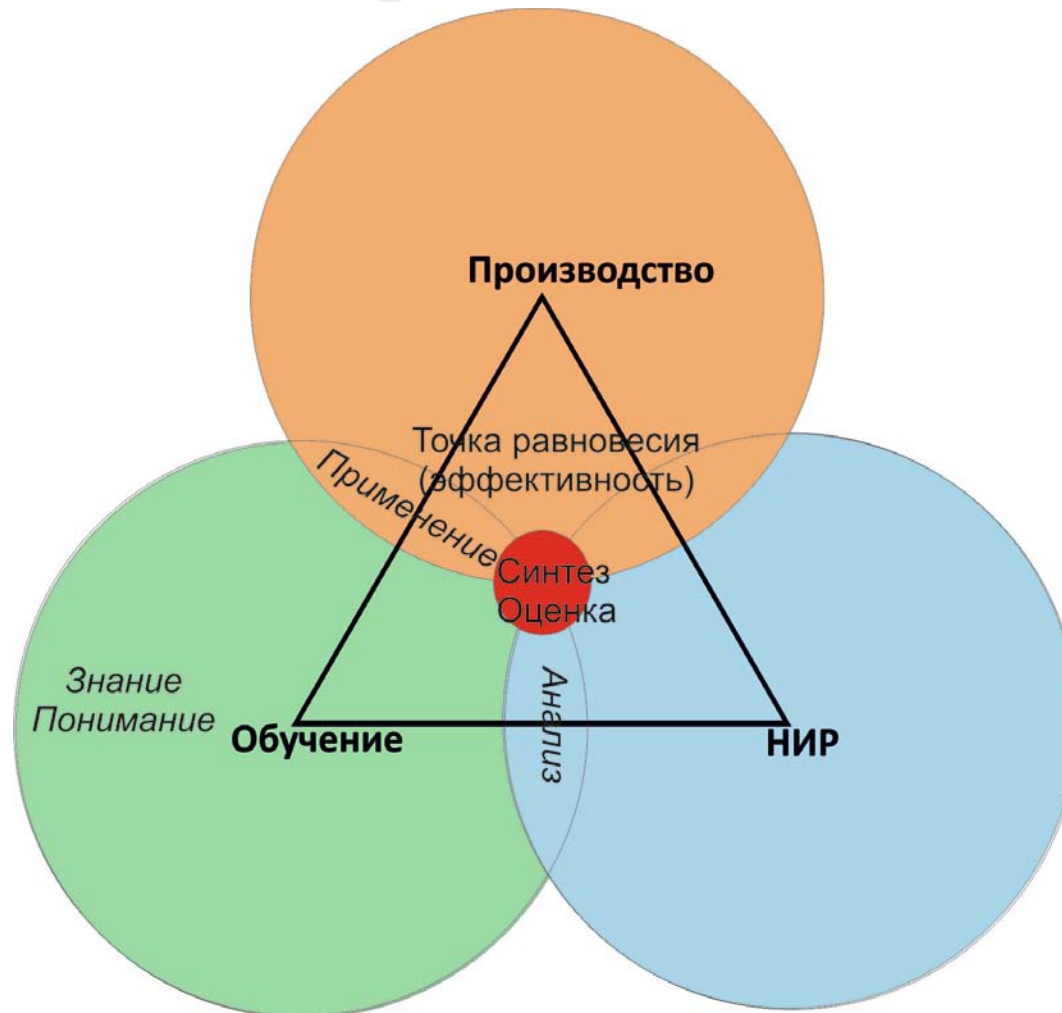 Производство
Точка равновесия
(эффективность)
Применение
Синтез
Оценка
Знание
Понимание
Обучение
Анализ
НИР